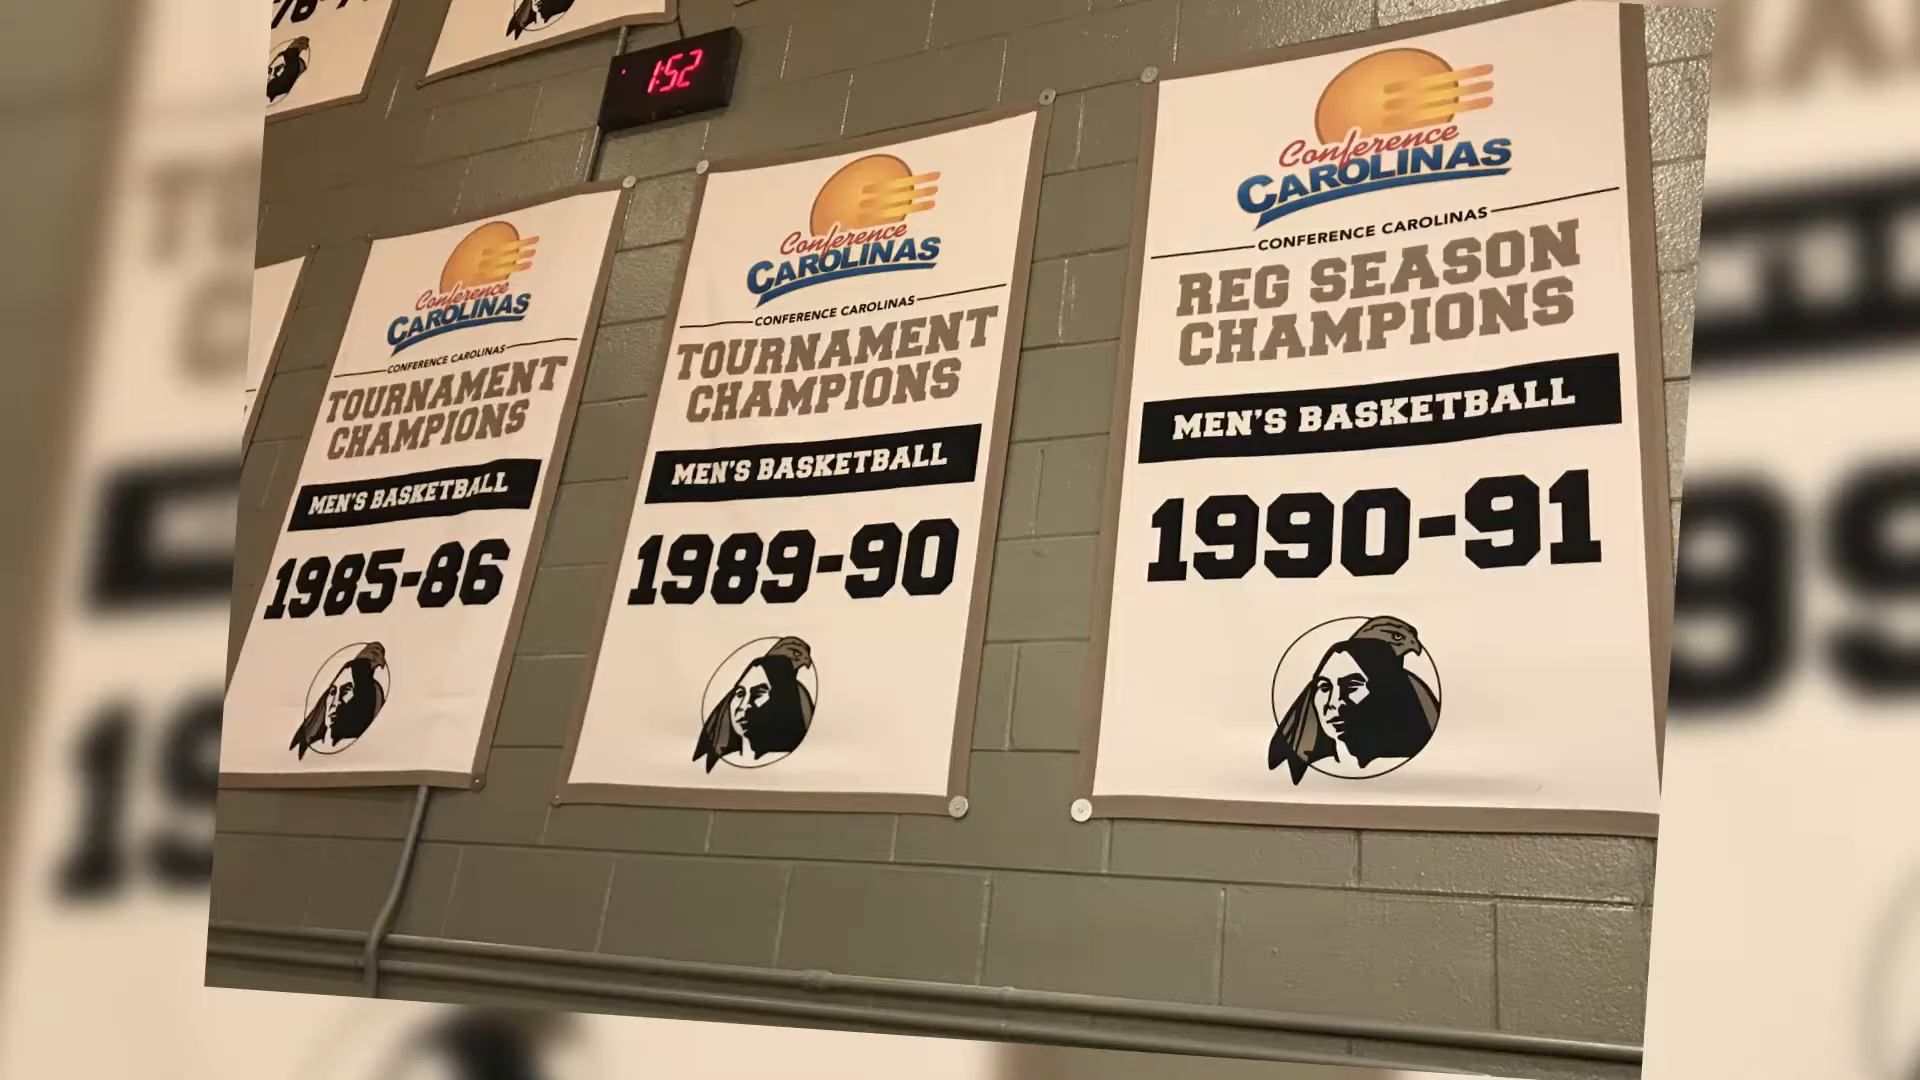 1:52
Conference
CAROLINAS
CONFERENCE CAROLINAS
TOURNAMENT
CHAMPIONS
MEN'S BASKETBALL
1985-86
Conference
CAROLINAS
CONFERENCE CAROLINAS
TOURNAMENT
CHAMPIONS
MEN'S BASKETBALL
1989-90
Conference
CAROLINAS
CONFERENCE CAROLINAS
REG SEASON
CHAMPIONS
MEN'S BASKETBALL
1990-91